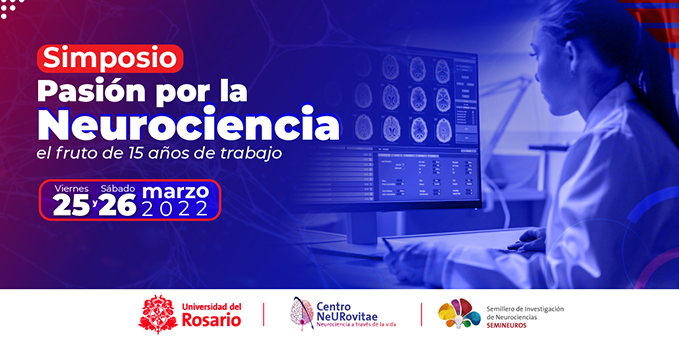 Simposio
Pasión por la
Neurociencia
el fruto de 15 años de trabajo
Viernes Sábado marzo
25 y 26 2022
Universidad del
Rosario
Centro
NeURovitae
Neurociencia a través de la vida
Semillero de Investigación
de Neurociencias
SEMINEUROS